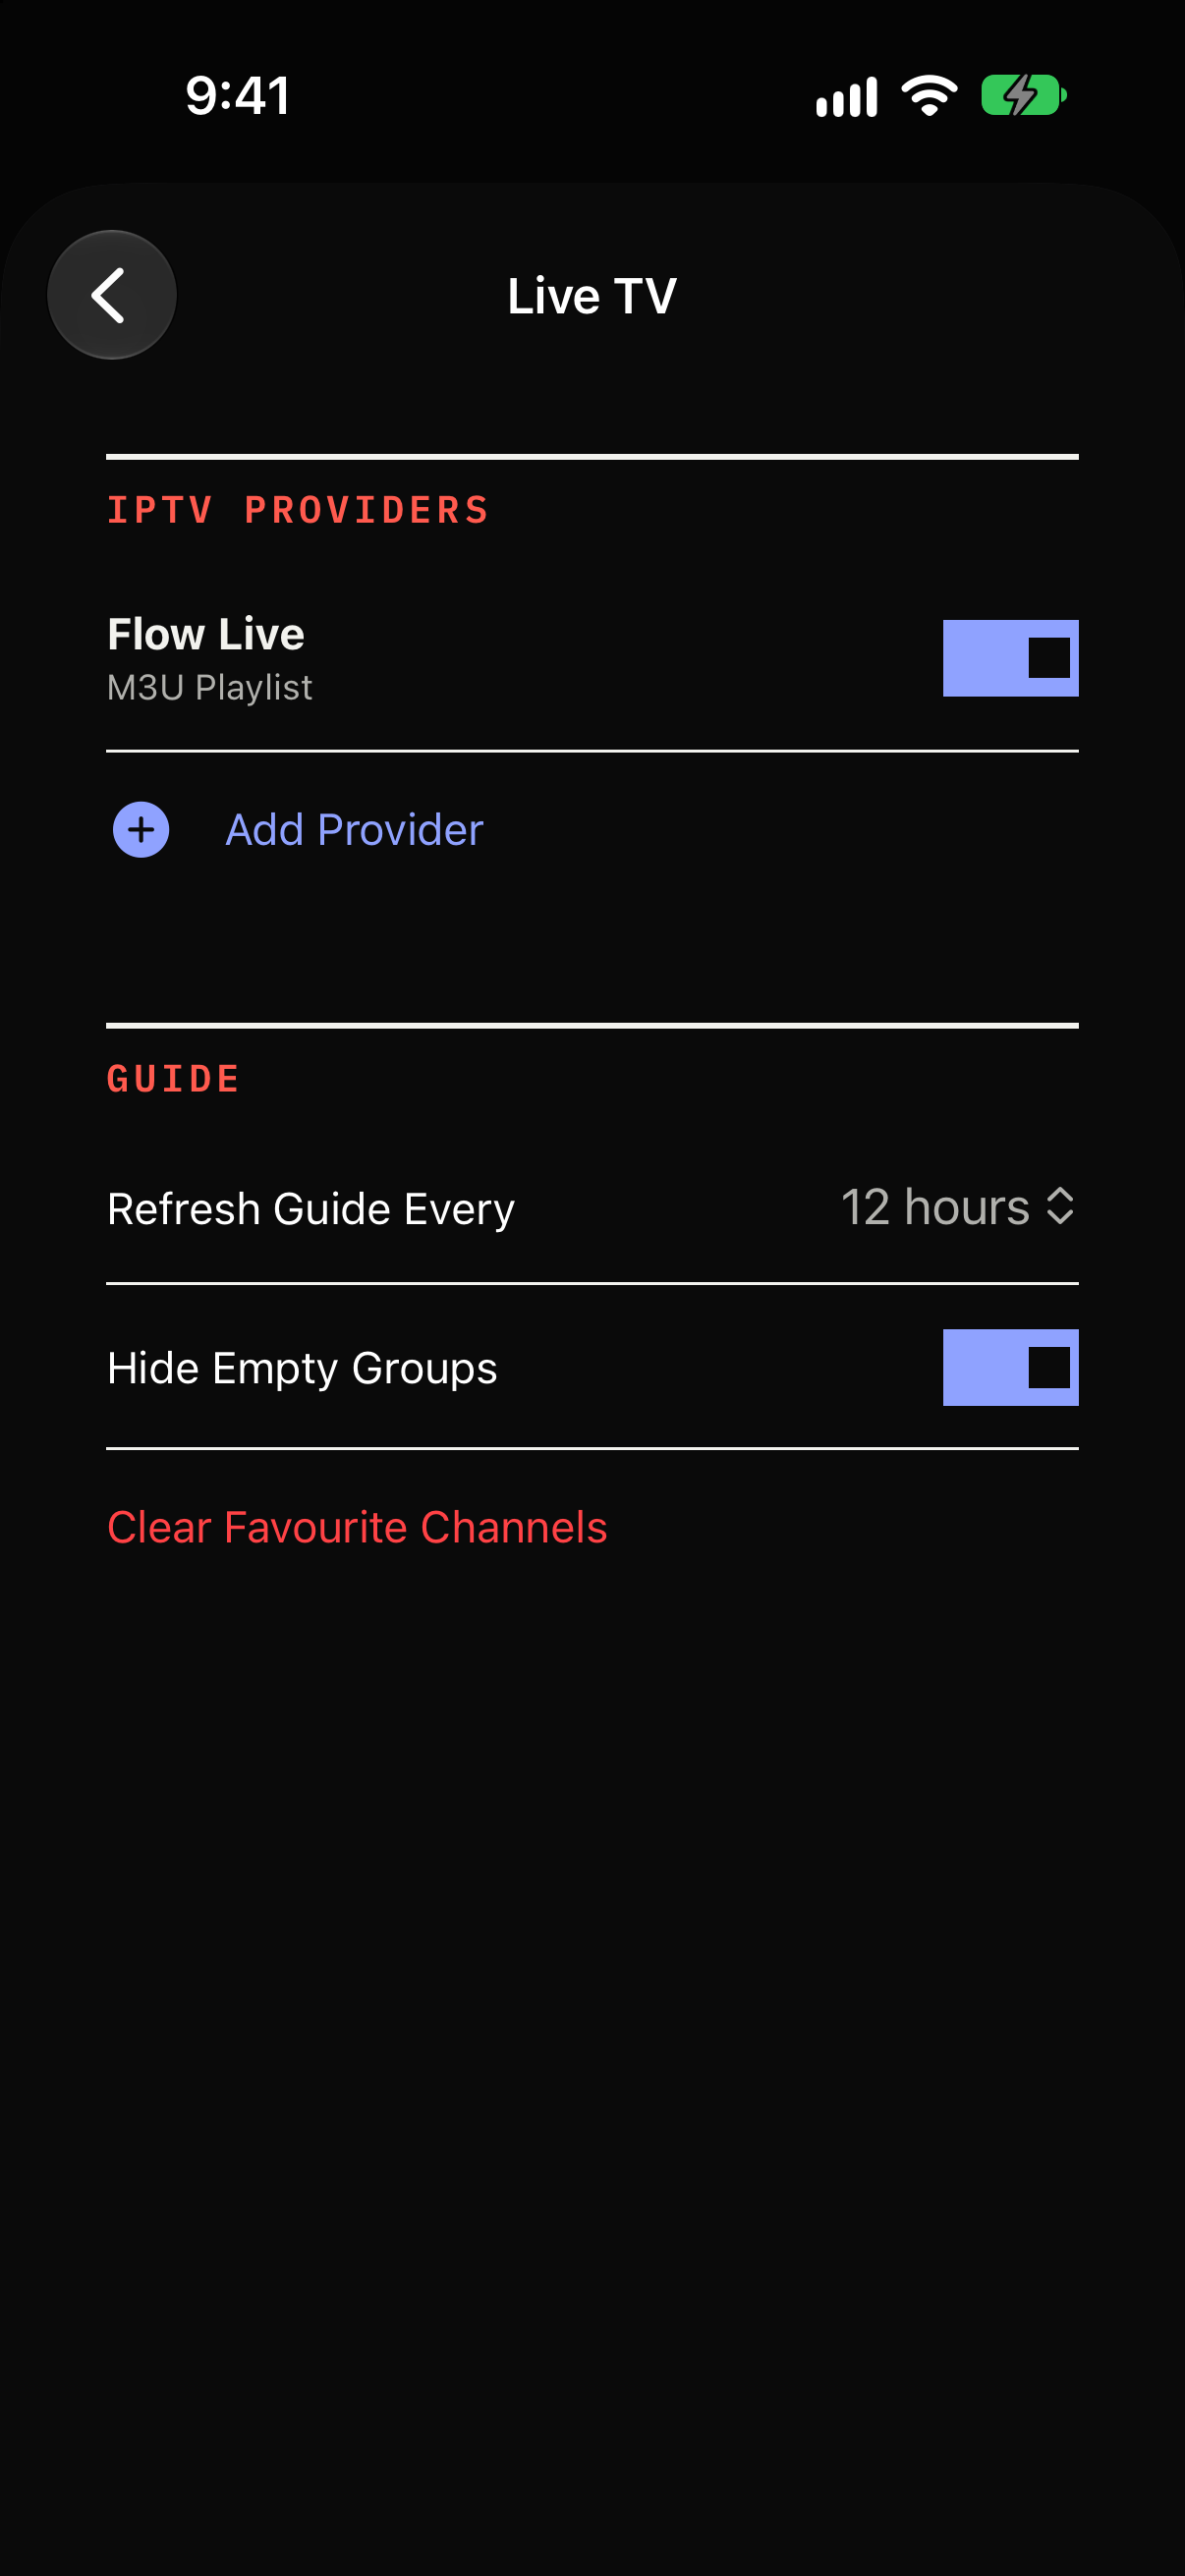 9:41
Live TV
IPTV PROVIDERS
Flow Live
M3U Playlist
Add Provider
GUIDE
Refresh Guide Every
12 hours
Hide Empty Groups
Clear Favourite Channels